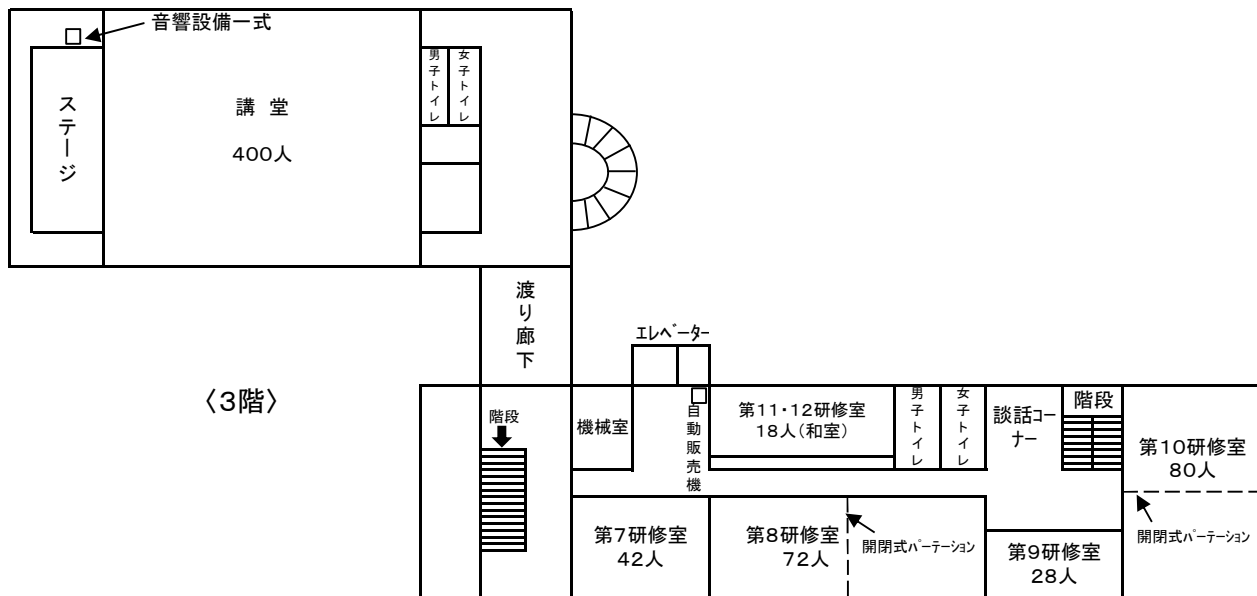 音響設備一式
ステージ
講 堂
400人
男子トイレ
女子トイレ
渡り廊下
エレベーター
〈3階〉
階段
機械室
自動販売機
第11・12研修室
18人(和室)
男子トイレ
女子トイレ
談話コー
ナー
階段
第10研修室
80人
開閉式パーテーション
第7研修室
42人
第8研修室
72人
開閉式パーテーション
第9研修室
28人